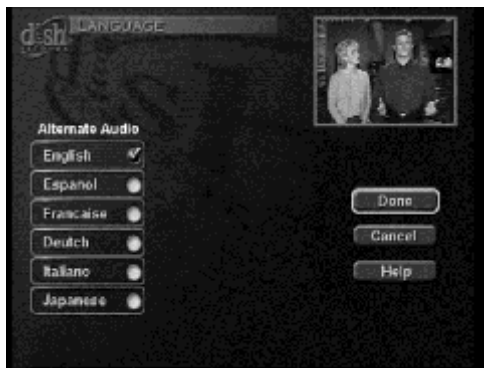 dish
LANGUAGE
Alternate Audio
English
Espanol
Francaise
Deutch
Italiano
Japanese
Done
Cancel
Help